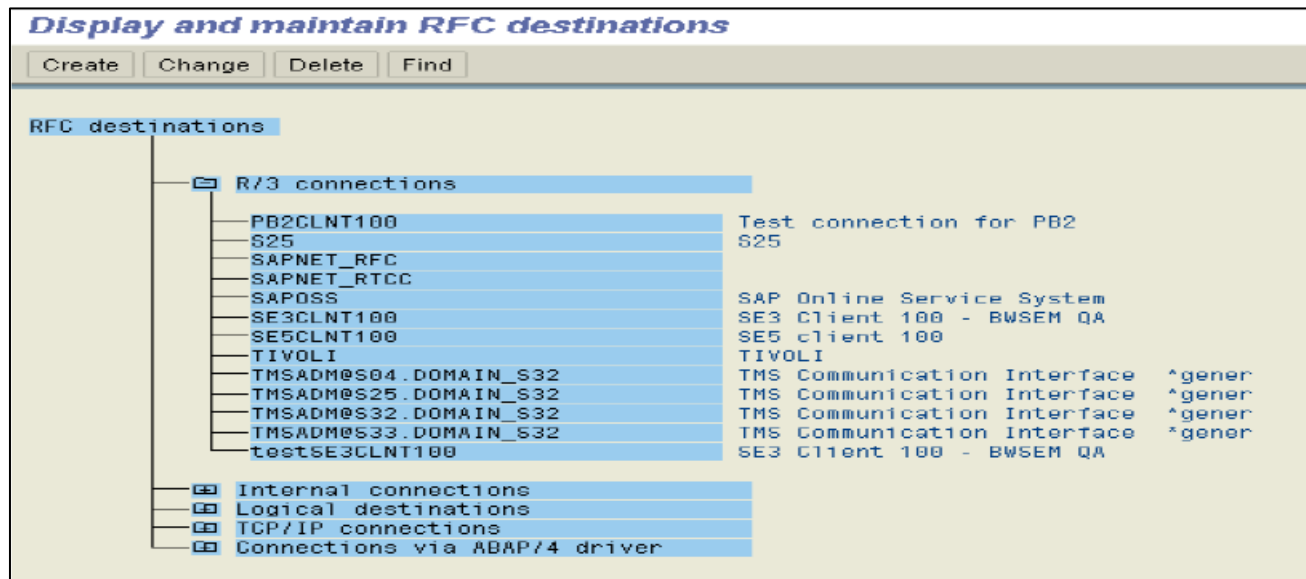 Display and maintain RFC destinations
Create Change Delete Find
RFC destinations
R/3 connections
PB2CLNT100 Test connection for PB2
S25 S25
SAPNET_RFC
SAPNET_RTCC
SAPOSS SAP Online Service System
SE3CLNT100 SE3 Client 100 - BWSEM QA
SE5CLNT100 SE5 client 100
TIVOLI TIVOLI
TMSADM@S04.DOMAIN_S32 TMS Communication Interface *gener
TMSADM@S25.DOMAIN_S32 TMS Communication Interface *gener
TMSADM@S32.DOMAIN_S32 TMS Communication Interface *gener
TMSADM@S33.DOMAIN_S32 TMS Communication Interface *gener
testSE3CLNT100 SE3 Client 100 - BWSEM QA
Internal connections
Logical destinations
TCP/IP connections
Connections via ABAP/4 driver